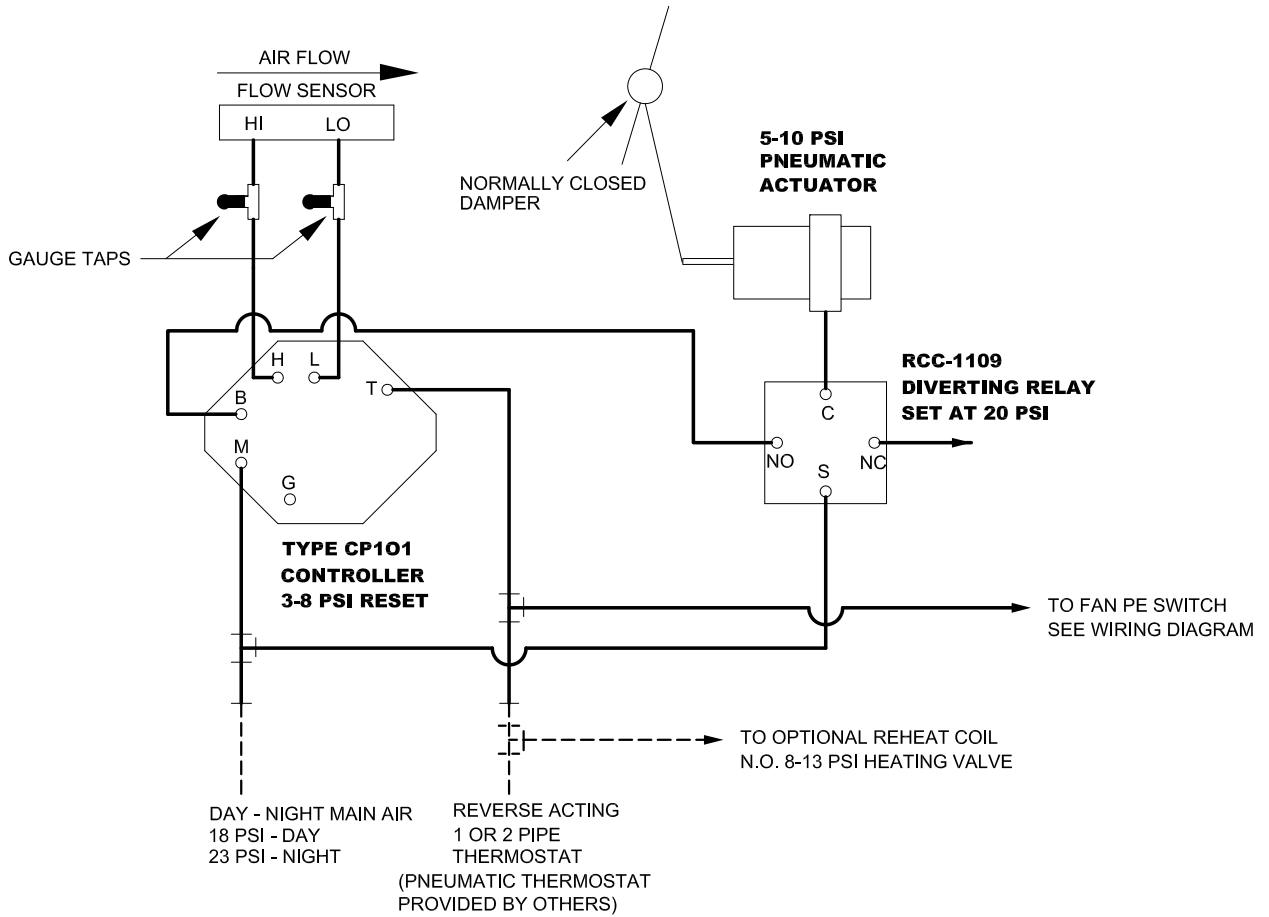 AIR FLOW
FLOW SENSOR
HI
LO
GAUGE TAPS
NORMALLY CLOSED
DAMPER
5-10 PSI
PNEUMATIC
ACTUATOR
H
L
T
B
M
G
TYPE CP101
CONTROLLER
3-8 PSI RESET
RCC-1109
DIVERTING RELAY
SET AT 20 PSI
C
NO
NC
S
TO FAN PE SWITCH
SEE WIRING DIAGRAM
TO OPTIONAL REHEAT COIL
N.O. 8-13 PSI HEATING VALVE
DAY - NIGHT MAIN AIR
18 PSI - DAY
23 PSI - NIGHT
REVERSE ACTING
1 OR 2 PIPE
THERMOSTAT
(PNEUMATIC THERMOSTAT
PROVIDED BY OTHERS)